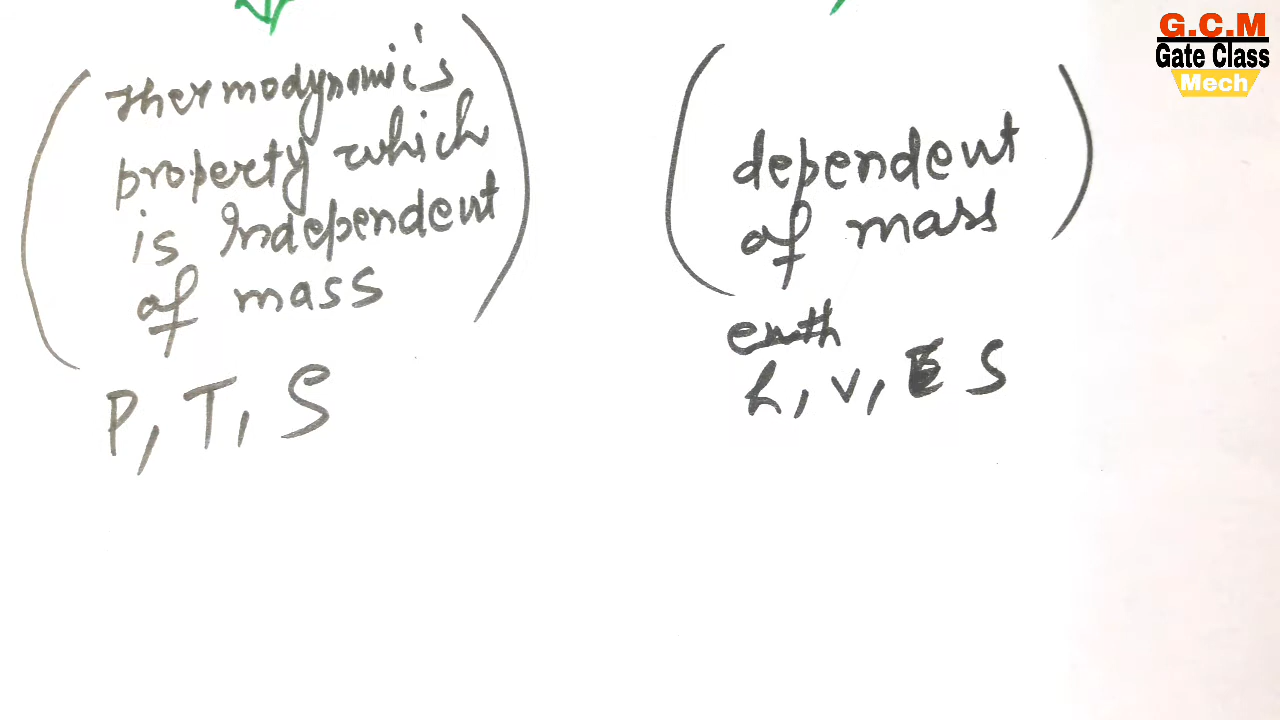 G.C.M
Gate Class
Mech
thermodynamic's
property which
is independent
of mass
P, T, S
dependent
of mass
enth
h, v, S